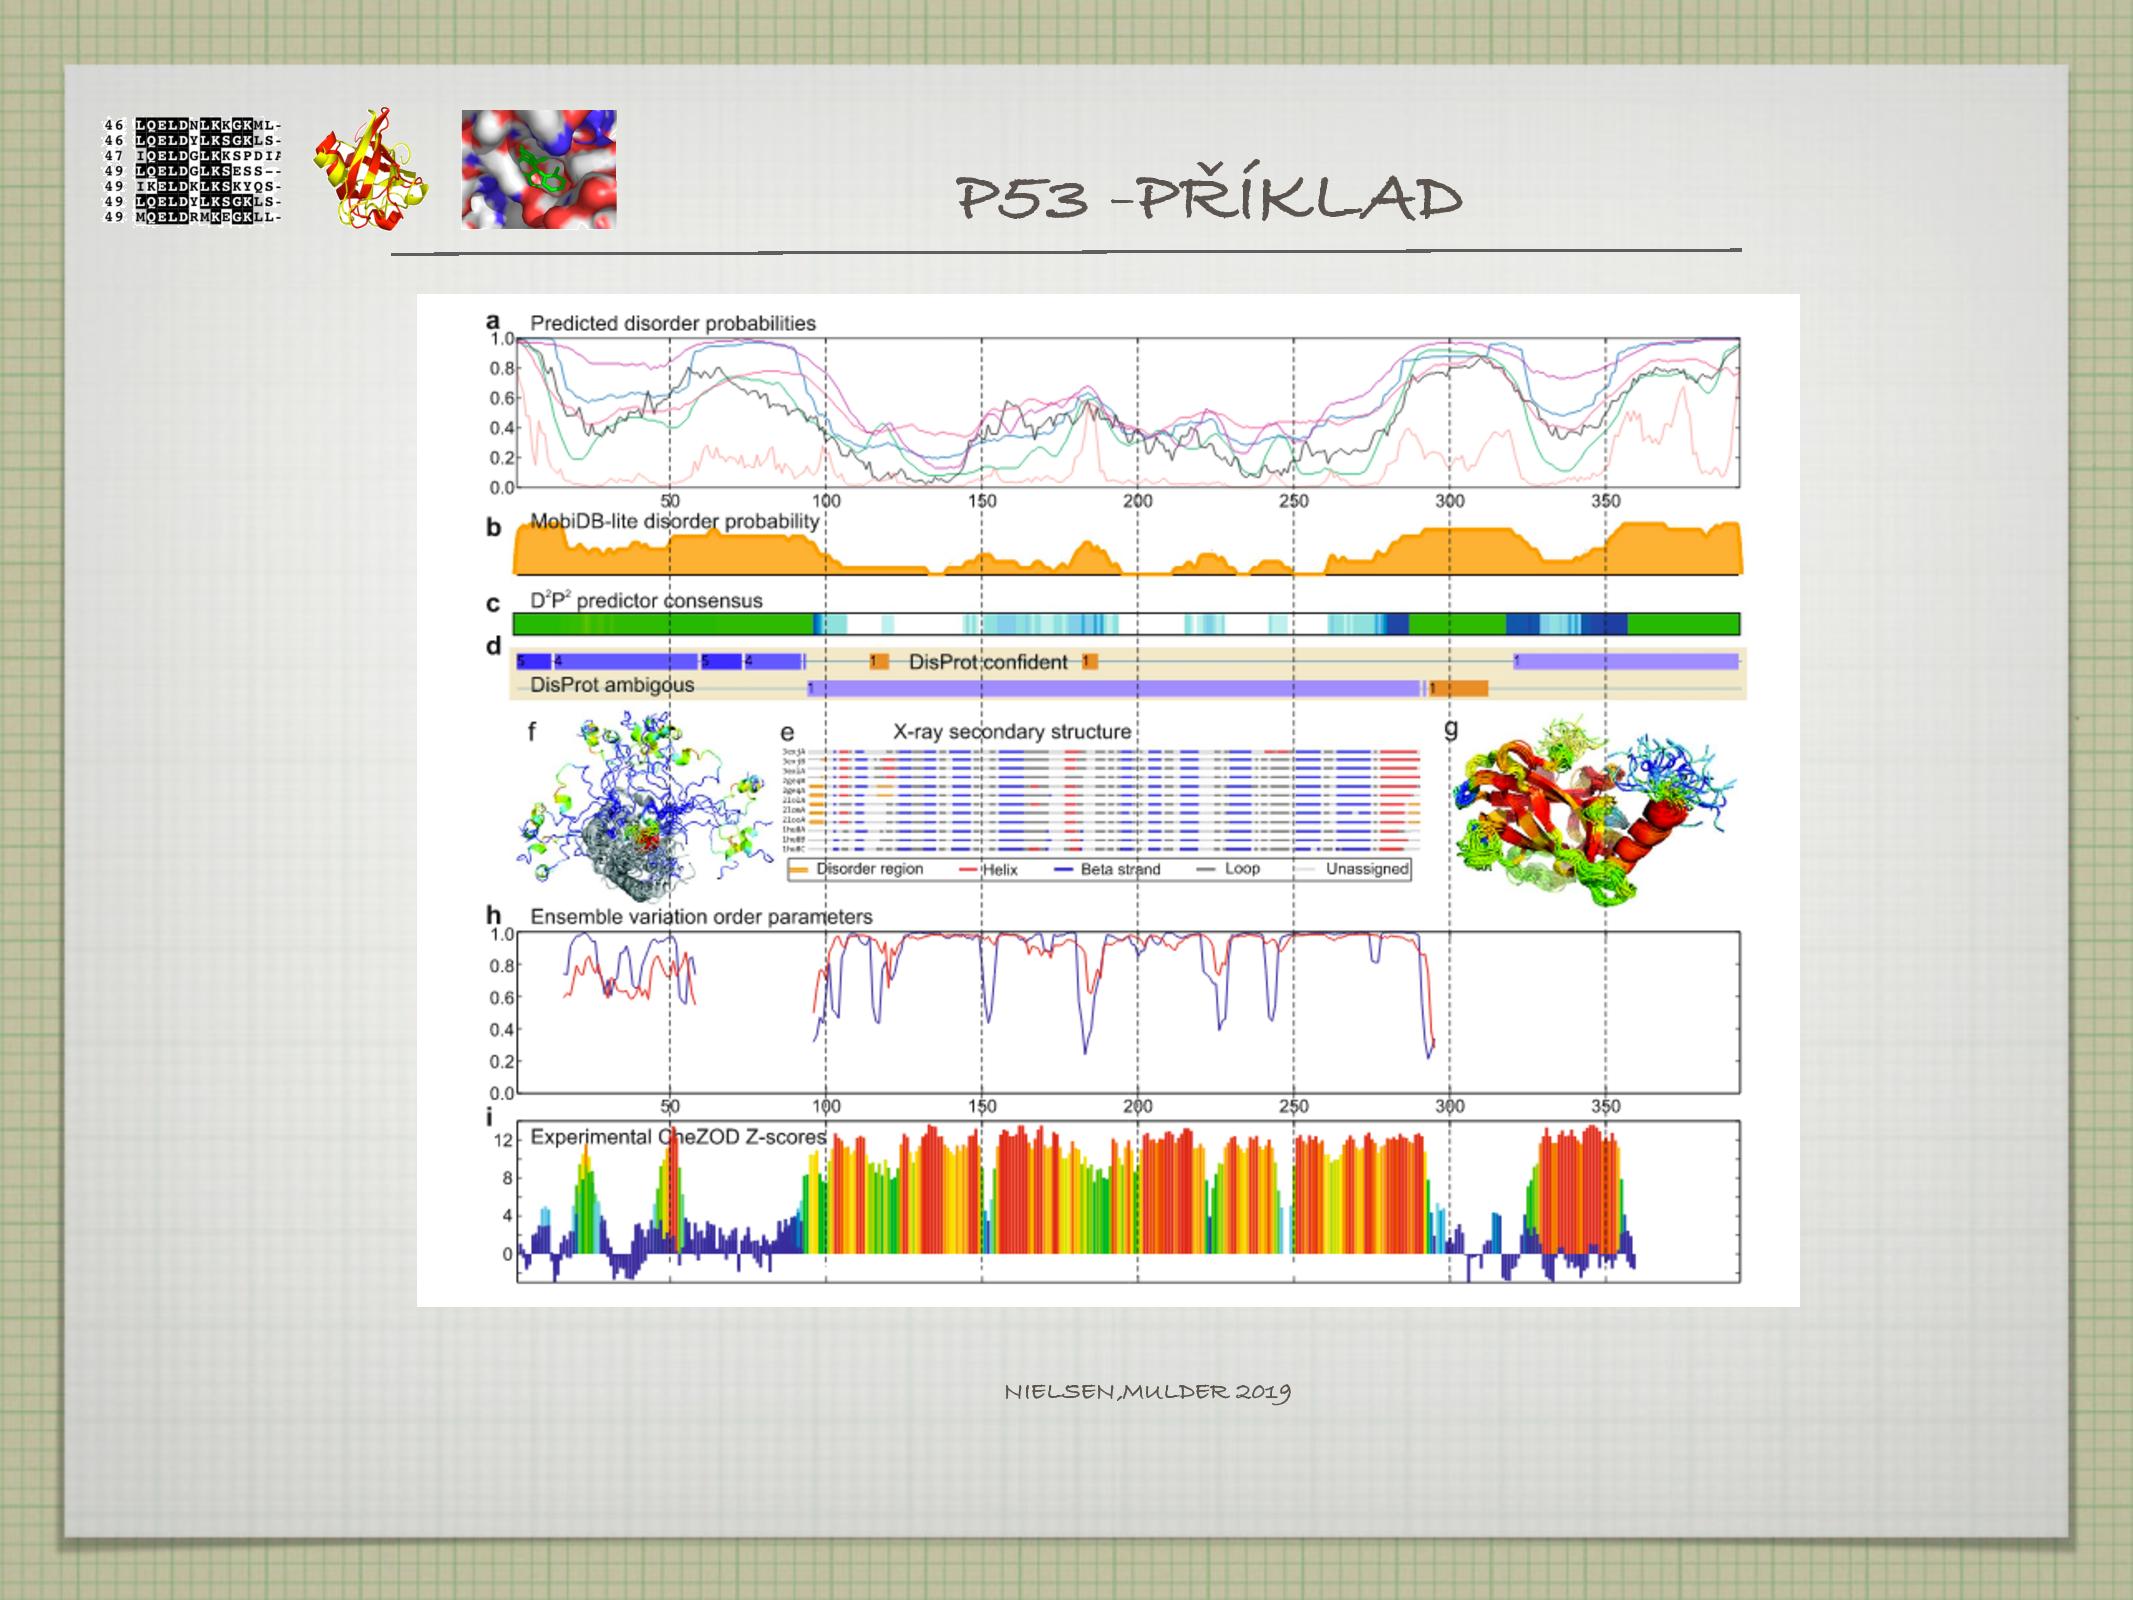 46 LQELDNLKKGKML-
46 LQELDYLKSGKLS-
47 IQELDGLKKSPDIA
49 LQELDGLKSESS--
49 IKELDKLKSKYQS-
49 LQELDYLKSGKLS-
49 MQELDRMKEGKLL-
P53 -PŘÍKLAD
a Predicted disorder probabilities
1.0
0.8
0.6
0.4
0.2
0.0
50 100 150 200 250 300 350
b MobiDB-lite disorder probability
c D²P² predictor consensus
d
5 4 5 4 1 DisProt confident 1 1
DisProt ambigous 1 1
f e X-ray secondary structure g
Disorder region Helix Beta strand Loop Unassigned
h Ensemble variation order parameters
1.0
0.8
0.6
0.4
0.2
0.0
50 100 150 200 250 300 350
i
12 Experimental CheZOD Z-scores
8
4
0
NIELSEN,MULDER 2019